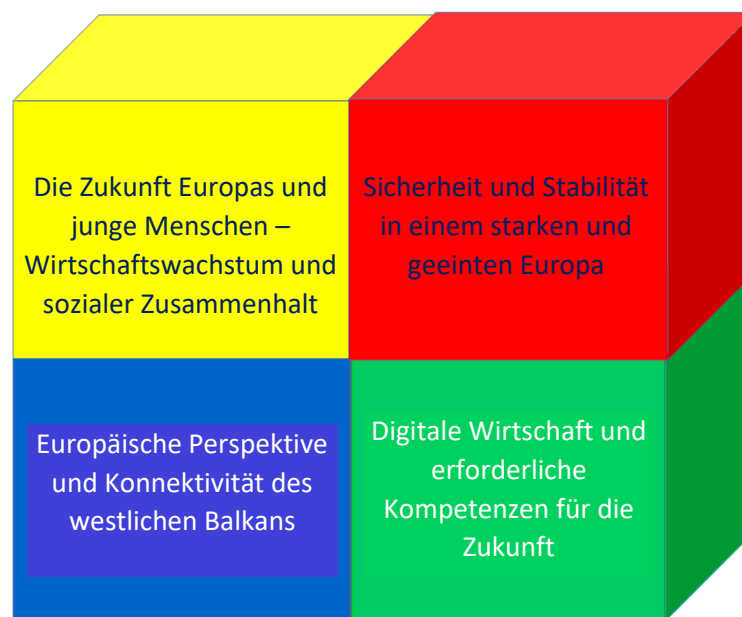 Die Zukunft Europas und
junge Menschen –
Wirtschaftswachstum und
sozialer Zusammenhalt
Sicherheit und Stabilität
in einem starken und
geeinten Europa
Europäische Perspektive
und Konnektivität des
westlichen Balkans
Digitale Wirtschaft und
erforderliche
Kompetenzen für die
Zukunft